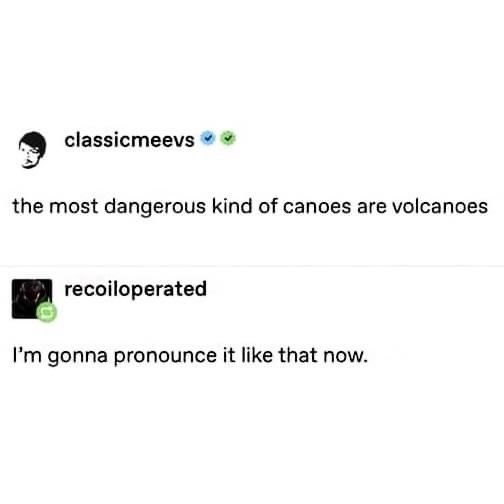 classicmeevs
the most dangerous kind of canoes are volcanoes
recoiloperated
I'm gonna pronounce it like that now.